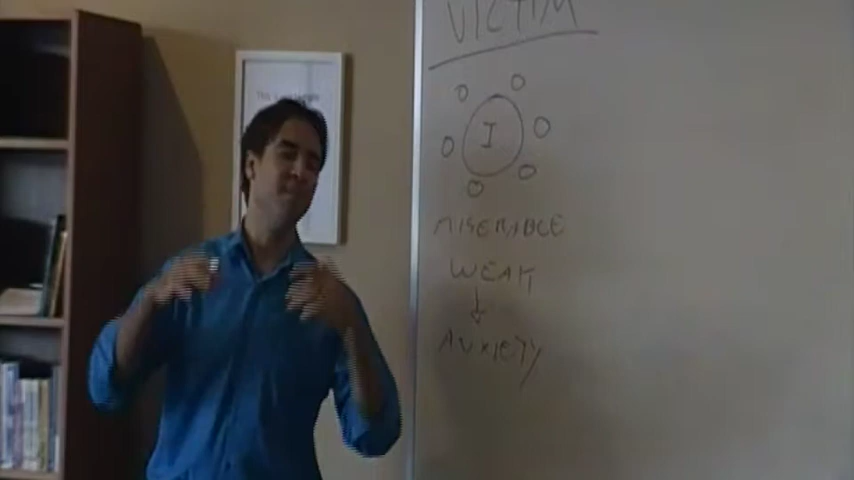 VICTIM
I
MISERABLE
WEAK
ANXIETY